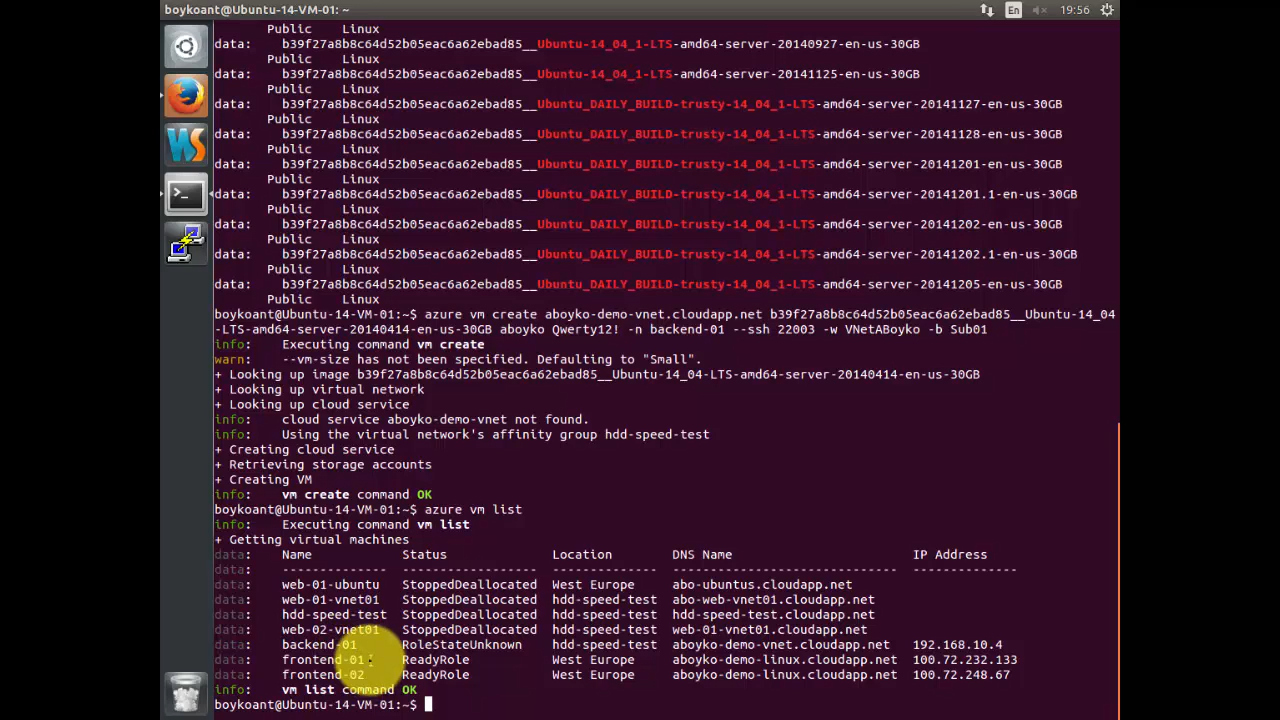 boykoant@Ubuntu-14-VM-01: ~
En
19:56
Public Linux
data: b39f27a8b8c64d52b05eac6a62ebad85__Ubuntu-14_04_1-LTS-amd64-server-20140927-en-us-30GB
Public Linux
data: b39f27a8b8c64d52b05eac6a62ebad85__Ubuntu-14_04_1-LTS-amd64-server-20141125-en-us-30GB
Public Linux
data: b39f27a8b8c64d52b05eac6a62ebad85__Ubuntu_DAILY_BUILD-trusty-14_04_1-LTS-amd64-server-20141127-en-us-30GB
Public Linux
data: b39f27a8b8c64d52b05eac6a62ebad85__Ubuntu_DAILY_BUILD-trusty-14_04_1-LTS-amd64-server-20141128-en-us-30GB
Public Linux
data: b39f27a8b8c64d52b05eac6a62ebad85__Ubuntu_DAILY_BUILD-trusty-14_04_1-LTS-amd64-server-20141201-en-us-30GB
Public Linux
data: b39f27a8b8c64d52b05eac6a62ebad85__Ubuntu_DAILY_BUILD-trusty-14_04_1-LTS-amd64-server-20141201.1-en-us-30GB
Public Linux
data: b39f27a8b8c64d52b05eac6a62ebad85__Ubuntu_DAILY_BUILD-trusty-14_04_1-LTS-amd64-server-20141202-en-us-30GB
Public Linux
data: b39f27a8b8c64d52b05eac6a62ebad85__Ubuntu_DAILY_BUILD-trusty-14_04_1-LTS-amd64-server-20141202.1-en-us-30GB
Public Linux
data: b39f27a8b8c64d52b05eac6a62ebad85__Ubuntu_DAILY_BUILD-trusty-14_04_1-LTS-amd64-server-20141205-en-us-30GB
Public Linux
boykoant@Ubuntu-14-VM-01:~$ azure vm create aboyko-demo-vnet.cloudapp.net b39f27a8b8c64d52b05eac6a62ebad85__Ubuntu-14_04
-LTS-amd64-server-20140414-en-us-30GB aboyko Qwerty12! -n backend-01 --ssh 22003 -w VNetABoyko -b Sub01
info: Executing command vm create
warn: --vm-size has not been specified. Defaulting to "Small".
+ Looking up image b39f27a8b8c64d52b05eac6a62ebad85__Ubuntu-14_04-LTS-amd64-server-20140414-en-us-30GB
+ Looking up virtual network
+ Looking up cloud service
info: cloud service aboyko-demo-vnet not found.
info: Using the virtual network's affinity group hdd-speed-test
+ Creating cloud service
+ Retrieving storage accounts
+ Creating VM
info: vm create command OK
boykoant@Ubuntu-14-VM-01:~$ azure vm list
info: Executing command vm list
+ Getting virtual machines
data: Name Status Location DNS Name IP Address
data: -------------- ------------------ -------------- ------------------------------ --------------
data: web-01-ubuntu StoppedDeallocated West Europe abo-ubuntus.cloudapp.net
data: web-01-vnet01 StoppedDeallocated hdd-speed-test abo-web-vnet01.cloudapp.net
data: hdd-speed-test StoppedDeallocated hdd-speed-test hdd-speed-test.cloudapp.net
data: web-02-vnet01 StoppedDeallocated hdd-speed-test web-01-vnet01.cloudapp.net
data: backend-01 RoleStateUnknown hdd-speed-test aboyko-demo-vnet.cloudapp.net 192.168.10.4
data: frontend-01 ReadyRole West Europe aboyko-demo-linux.cloudapp.net 100.72.232.133
data: frontend-02 ReadyRole West Europe aboyko-demo-linux.cloudapp.net 100.72.248.67
info: vm list command OK
boykoant@Ubuntu-14-VM-01:~$